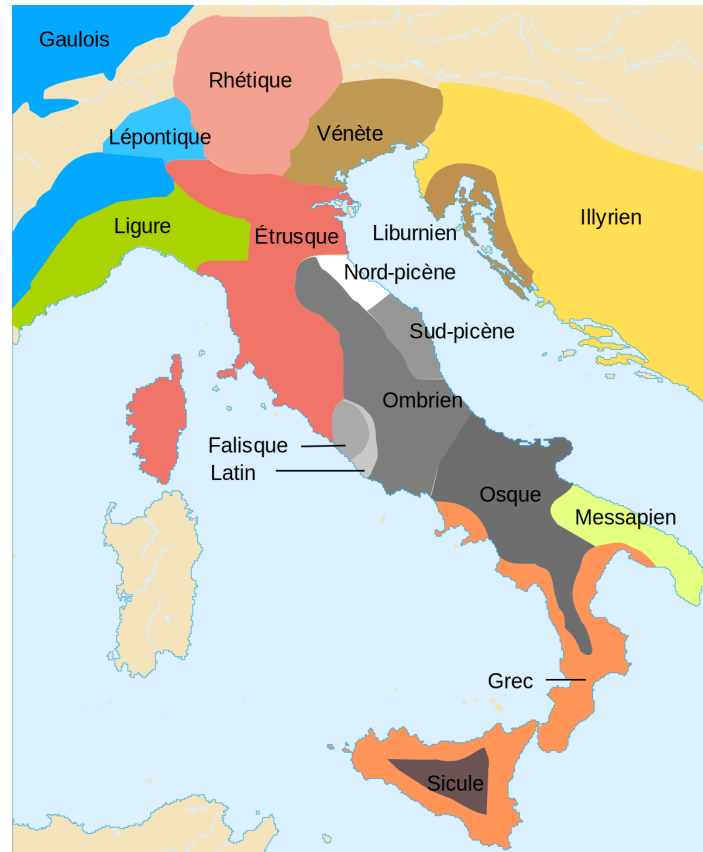 Gaulois
Rhétique
Lépontique
Vénète
Ligure
Étrusque
Liburnien
Illyrien
Nord-picène
Sud-picène
Ombrien
Falisque
Latin
Osque
Messapien
Grec
Sicule